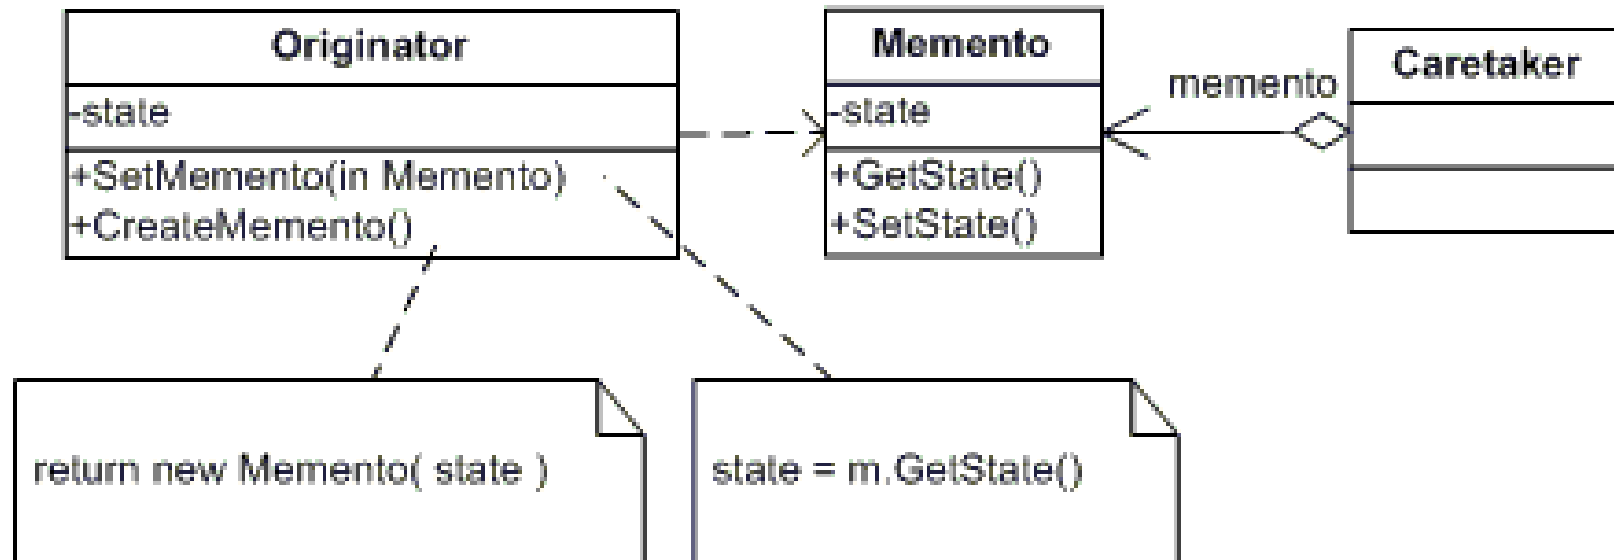 Originator
-state
+SetMemento(in Memento)
+CreateMemento()
Memento
-state
+GetState()
+SetState()
memento
Caretaker
return new Memento( state )
state = m.GetState()